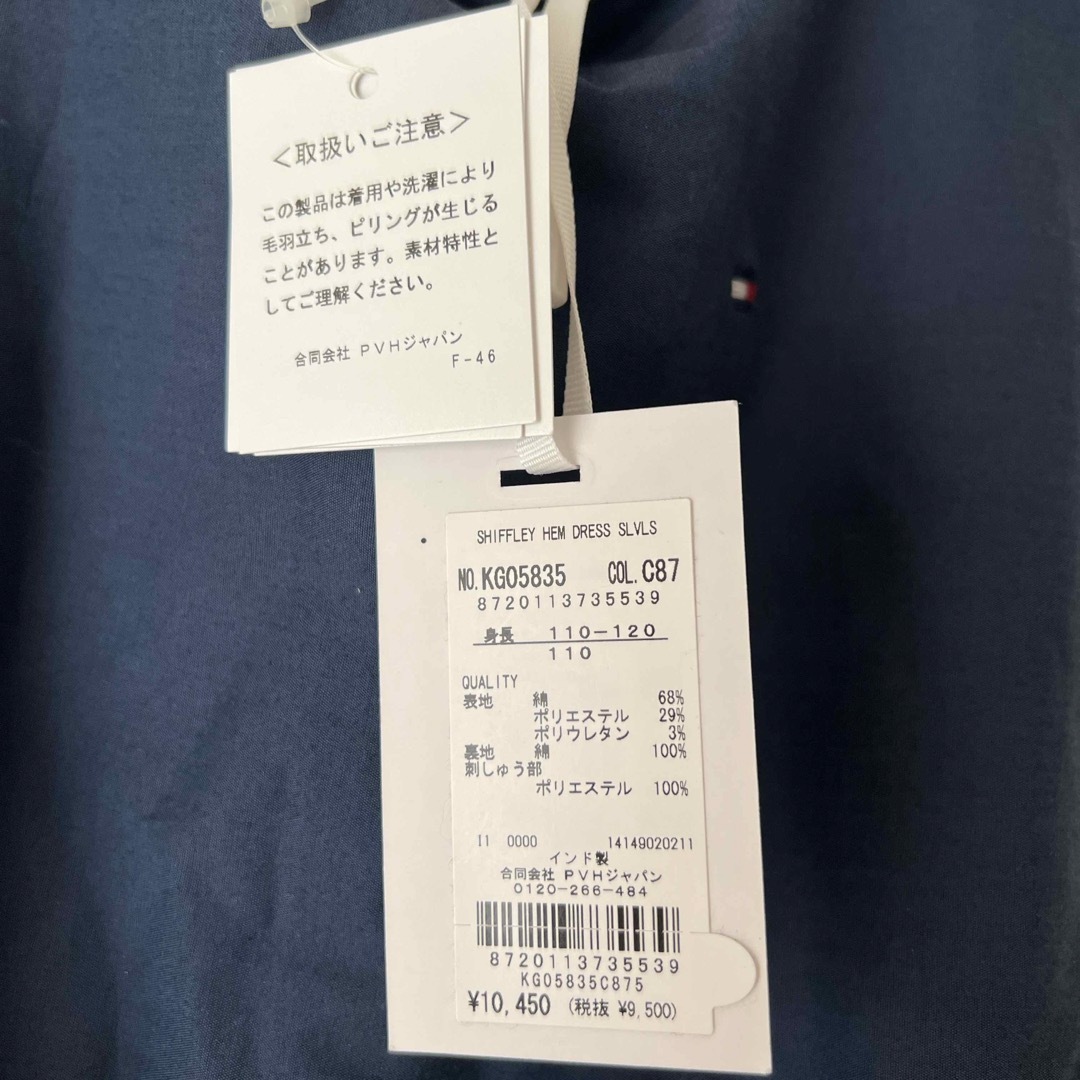 ＜取扱いご注意＞
この製品は着用や洗濯により
毛羽立ち、ピリングが生じる
ことがあります。素材特性と
してご理解ください。
合同会社 PVHジャパン
F-46
SHIFFLEY HEM DRESS SLVLS
NO.KG05835 COL.C87
8720113735539
身長 110-120
110
QUALITY
表地 綿 68%
ポリエステル 29%
ポリウレタン 3%
裏地 綿 100%
刺しゅう部
ポリエステル 100%
11 0000 14149020211
インド製
合同会社 PVHジャパン
0120-266-484
8720113735539
KG05835C875
¥10,450 (税抜 ¥9,500)